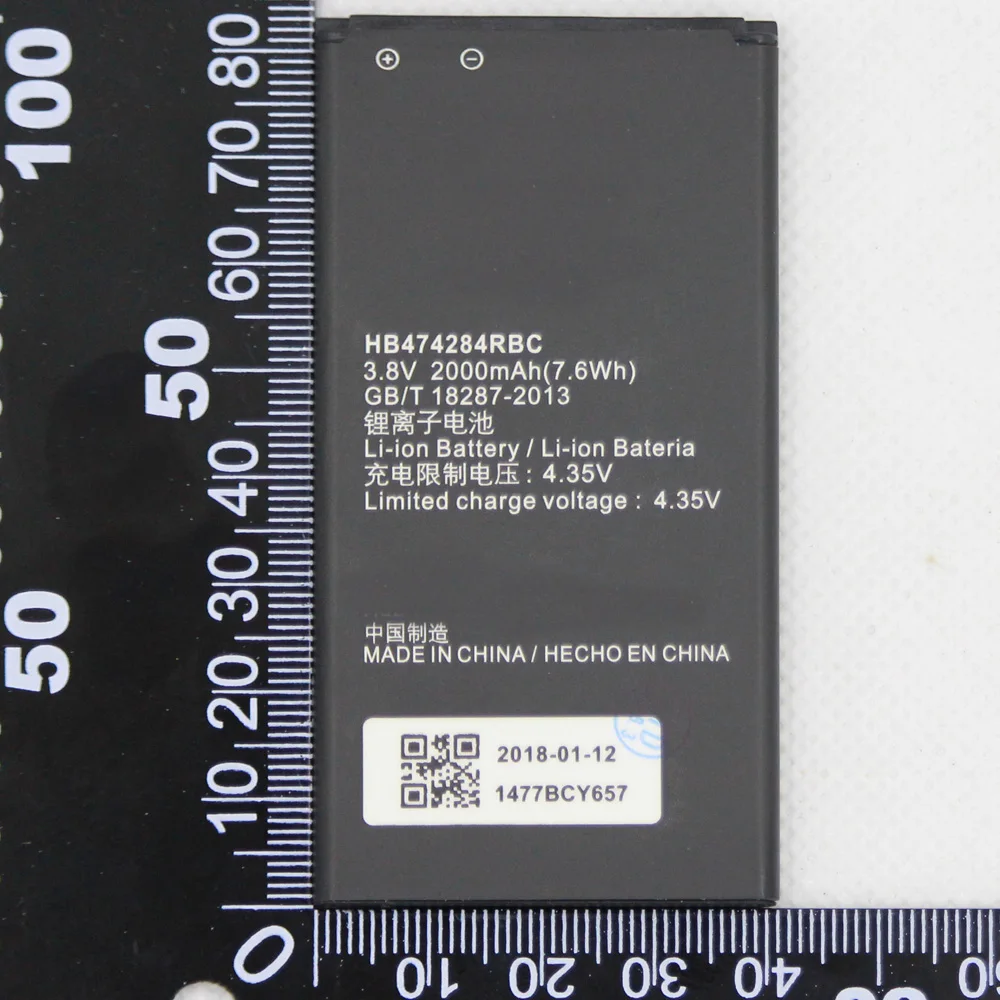 HB474284RBC
3.8V 2000mAh(7.6Wh)
GB/T 18287-2013
锂离子电池
Li-ion Battery / Li-ion Bateria
充电限制电压：4.35V
Limited charge voltage : 4.35V
中国制造
MADE IN CHINA / HECHO EN CHINA
2018-01-12
1477BCY657
100
50
50
80
70
60
40
30
20
10
0
0
10
20
30
40